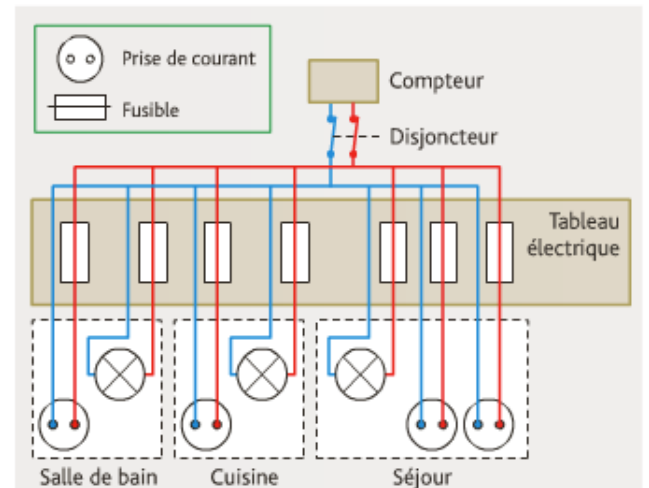 Prise de courant
Fusible
Compteur
Disjoncteur
Tableau
électrique
Salle de bain
Cuisine
Séjour